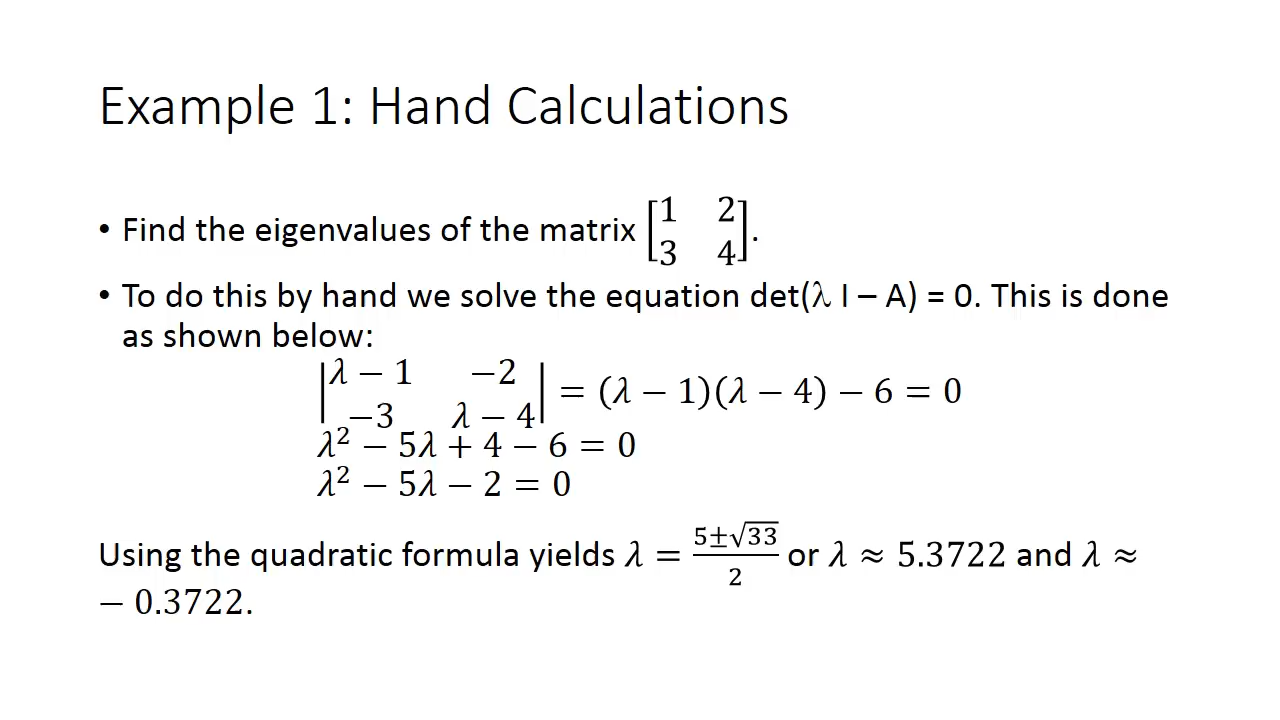 Example 1: Hand Calculations
• Find the eigenvalues of the matrix [1 2
3 4].
• To do this by hand we solve the equation det(λ I – A) = 0. This is done
as shown below:
|λ − 1 −2
−3 λ − 4| = (λ − 1)(λ − 4) − 6 = 0
λ² − 5λ + 4 − 6 = 0
λ² − 5λ − 2 = 0
Using the quadratic formula yields λ = (5±√33)/2 or λ ≈ 5.3722 and λ ≈
− 0.3722.